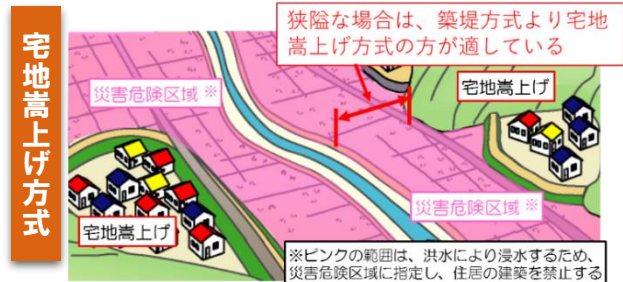 宅地嵩上げ方式
狭隘な場合は、築堤方式より宅地
嵩上げ方式の方が適している
災害危険区域※
宅地嵩上げ
災害危険区域※
宅地嵩上げ
※ピンクの範囲は、洪水により浸水するため、
災害危険区域に指定し、住居の建築を禁止する